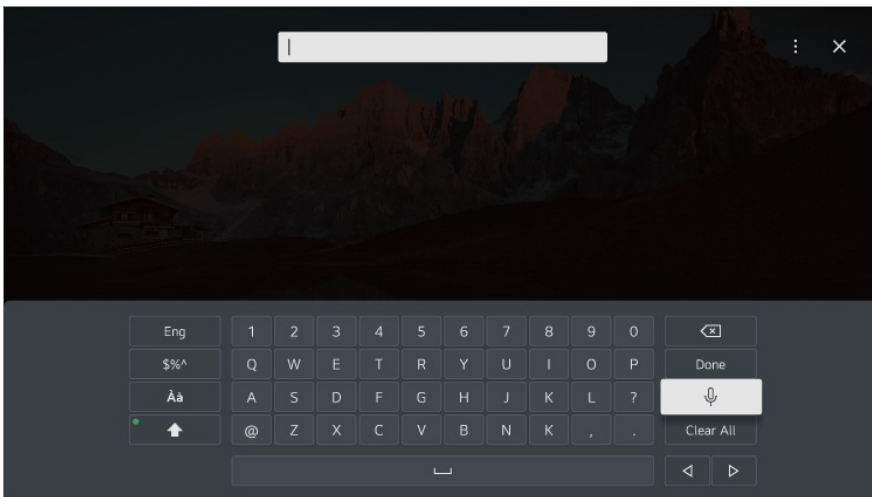 Eng 1 2 3 4 5 6 7 8 9 0
$%^ Q W E T R Y U I O P Done
Àà A S D F G H J K L ?
@ Z X C V B N K , . Clear All